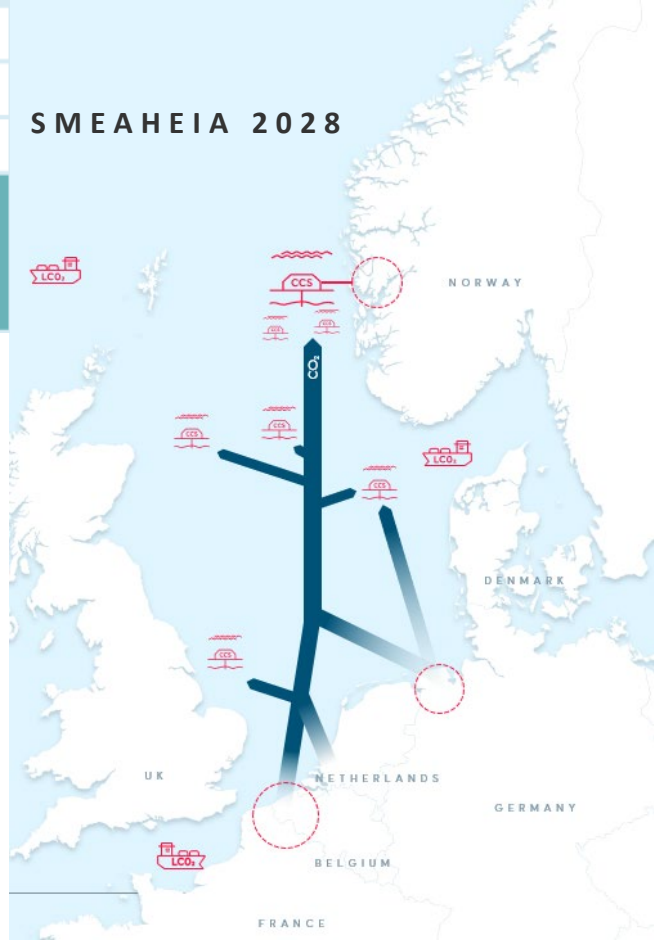 SMEAHEIA 2028
LCO₂
CCS
NORWAY
CCS
CCS
CO₂
CCS
CCS
LCO₂
CCS
DENMARK
CCS
UK
NETHERLANDS
GERMANY
LCO₂
BELGIUM
FRANCE